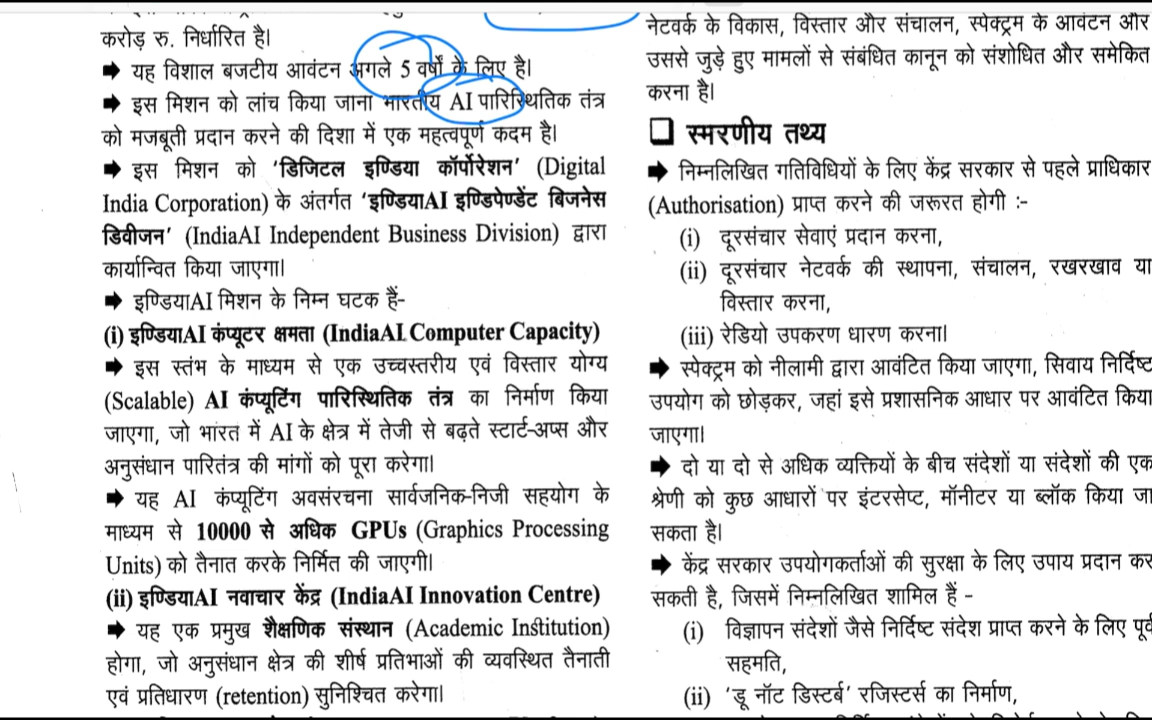 करोड़ रु. निर्धारित है।
➡ यह विशाल बजटीय आवंटन अगले 5 वर्षों के लिए है।
➡ इस मिशन को लांच किया जाना भारतीय AI पारिस्थितिक तंत्र
को मजबूती प्रदान करने की दिशा में एक महत्वपूर्ण कदम है।
➡ इस मिशन को 'डिजिटल इण्डिया कॉर्पोरेशन' (Digital
India Corporation) के अंतर्गत 'इण्डियाAI इण्डिपेण्डेंट बिजनेस
डिवीजन' (IndiaAI Independent Business Division) द्वारा
कार्यान्वित किया जाएगा।
➡ इण्डियाAI मिशन के निम्न घटक हैं-
(i) इण्डियाAI कंप्यूटर क्षमता (IndiaAI Computer Capacity)
➡ इस स्तंभ के माध्यम से एक उच्चस्तरीय एवं विस्तार योग्य
(Scalable) AI कंप्यूटिंग पारिस्थितिक तंत्र का निर्माण किया
जाएगा, जो भारत में AI के क्षेत्र में तेजी से बढ़ते स्टार्ट-अप्स और
अनुसंधान पारितंत्र की मांगों को पूरा करेगा।
➡ यह AI कंप्यूटिंग अवसंरचना सार्वजनिक-निजी सहयोग के
माध्यम से 10000 से अधिक GPUs (Graphics Processing
Units) को तैनात करके निर्मित की जाएगी।
(ii) इण्डियाAI नवाचार केंद्र (IndiaAI Innovation Centre)
➡ यह एक प्रमुख शैक्षणिक संस्थान (Academic Institution)
होगा, जो अनुसंधान क्षेत्र की शीर्ष प्रतिभाओं की व्यवस्थित तैनाती
एवं प्रतिधारण (retention) सुनिश्चित करेगा।
नेटवर्क के विकास, विस्तार और संचालन, स्पेक्ट्रम के आवंटन और
उससे जुड़े हुए मामलों से संबंधित कानून को संशोधित और समेकित
करना है।
❑ स्मरणीय तथ्य
➡ निम्नलिखित गतिविधियों के लिए केंद्र सरकार से पहले प्राधिकार
(Authorisation) प्राप्त करने की जरूरत होगी :-
(i) दूरसंचार सेवाएं प्रदान करना,
(ii) दूरसंचार नेटवर्क की स्थापना, संचालन, रखरखाव या
विस्तार करना,
(iii) रेडियो उपकरण धारण करना।
➡ स्पेक्ट्रम को नीलामी द्वारा आवंटित किया जाएगा, सिवाय निर्दिष्ट
उपयोग को छोड़कर, जहां इसे प्रशासनिक आधार पर आवंटित किया
जाएगा।
➡ दो या दो से अधिक व्यक्तियों के बीच संदेशों या संदेशों की एक
श्रेणी को कुछ आधारों पर इंटरसेप्ट, मॉनीटर या ब्लॉक किया जा
सकता है।
➡ केंद्र सरकार उपयोगकर्ताओं की सुरक्षा के लिए उपाय प्रदान कर
सकती है, जिसमें निम्नलिखित शामिल हैं -
(i) विज्ञापन संदेशों जैसे निर्दिष्ट संदेश प्राप्त करने के लिए पूर्व
सहमति,
(ii) 'डू नॉट डिस्टर्ब' रजिस्टर्स का निर्माण,